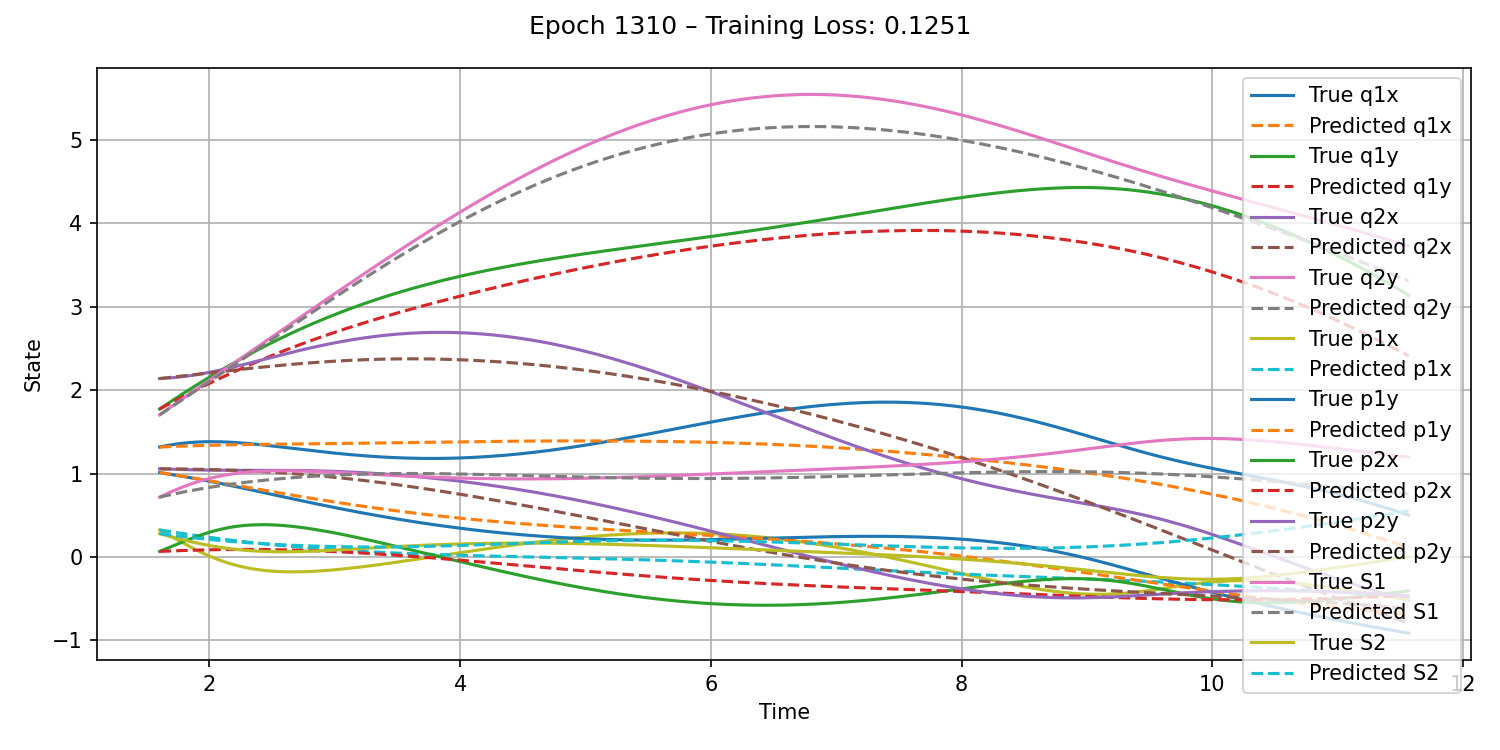 Epoch 1310 – Training Loss: 0.1251
State
5
4
3
2
1
0
−1
2
4
6
8
10
12
Time
True q1x
Predicted q1x
True q1y
Predicted q1y
True q2x
Predicted q2x
True q2y
Predicted q2y
True p1x
Predicted p1x
True p1y
Predicted p1y
True p2x
Predicted p2x
True p2y
Predicted p2y
True S1
Predicted S1
True S2
Predicted S2